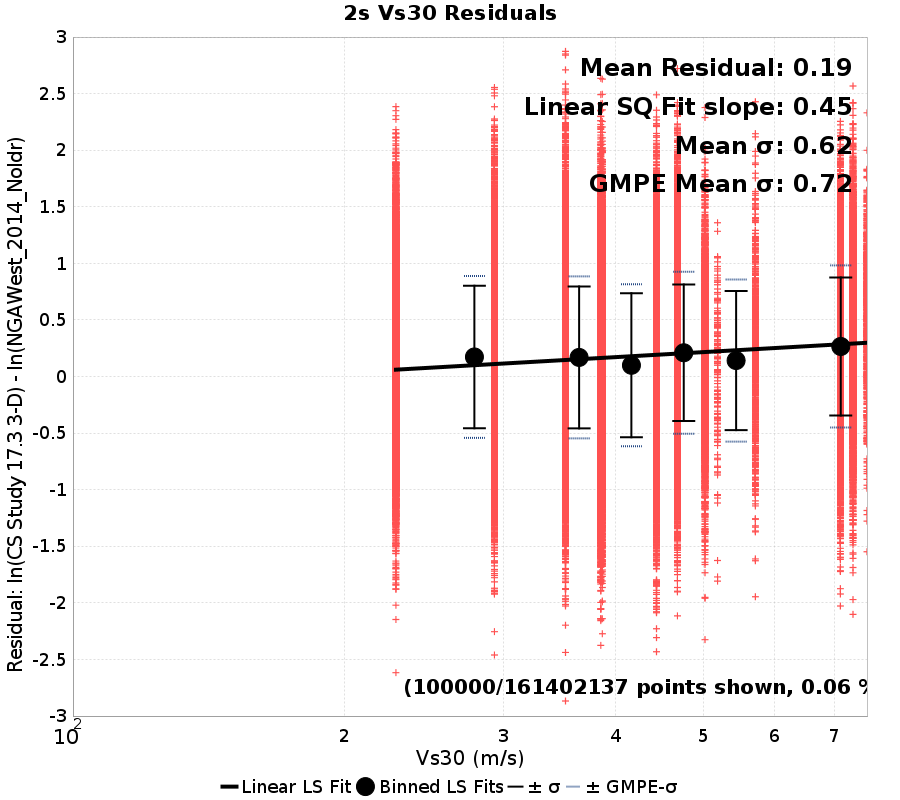 2s Vs30 Residuals
Mean Residual: 0.19
Linear SQ Fit slope: 0.45
Mean σ: 0.62
GMPE Mean σ: 0.72
Residual: ln(CS Study 17.3 3-D) - ln(NGAWest_2014_NoIdr)
3
2.5
2
1.5
1
0.5
0
-0.5
-1
-1.5
-2
-2.5
-3
(100000/161402137 points shown, 0.06 %
10^2 2 3 4 5 6 7
Vs30 (m/s)
Linear LS Fit Binned LS Fits ± σ ± GMPE-σ